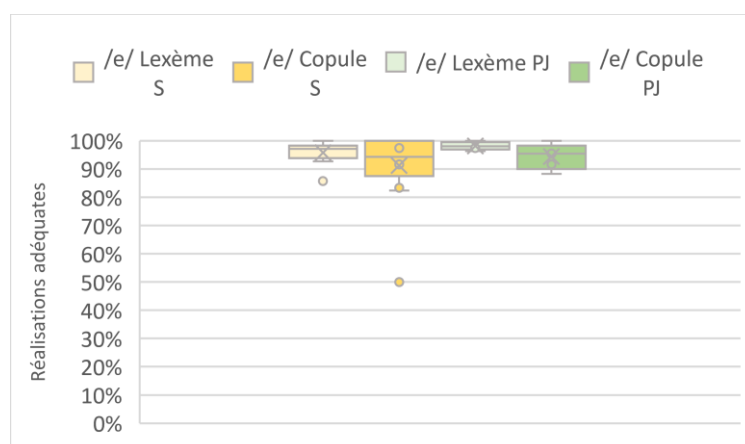 /e/ Lexème S
/e/ Copule S
/e/ Lexème PJ
/e/ Copule PJ
Réalisations adéquates
100%
90%
80%
70%
60%
50%
40%
30%
20%
10%
0%